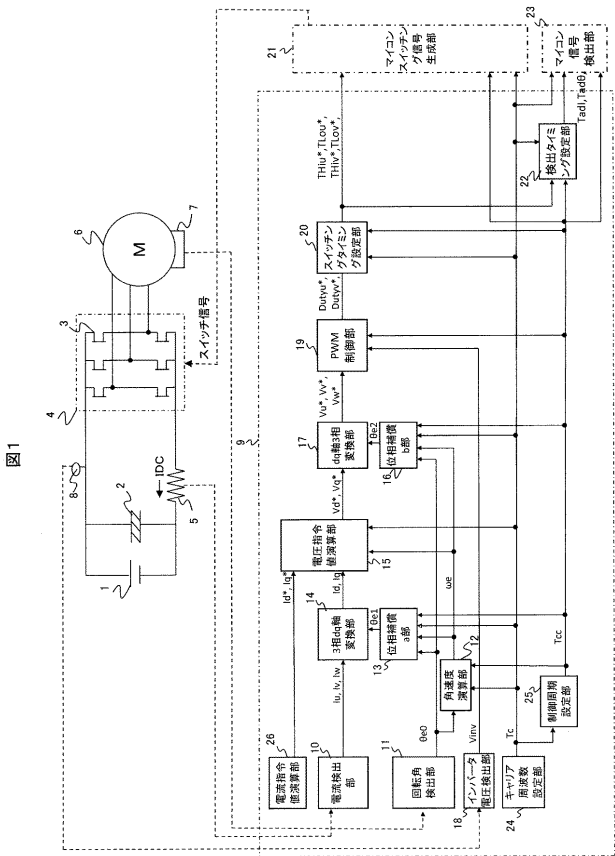 図1
1
2
3
4
5
6
7
8
9
M
IDC
スイッチ信号
26
電流指令
値演算部
10
電流検出
部
11
回転角
検出部
18
インバータ
電圧検出部
24
キャリア
周波数
設定部
25
制御周期
設定部
Id*, Iq*
Iu, Iv, Iw
θe0
Vinv
Tc
Tcc
14
3相dq軸
変換部
θe1
13
位相補償
a部
12
角速度
演算部
ωe
Id, Iq
電圧指令
値演算部
15
Vd*, Vq*
17
dq軸3相
変換部
θe2
位相補償
b部
16
Vu*, Vv*,
Vw*
19
PWM
制御部
Dutyu*,
Dutyv*,
20
スイッチン
グタイミン
グ設定部
THiu*,TLou*,
THiv*,TLov*,
22
検出タイミ
ング設定部
TadI,Tadθ,
21
マイコン
スイッチン
グ信号
生成部
23
マイコン
信号
検出部